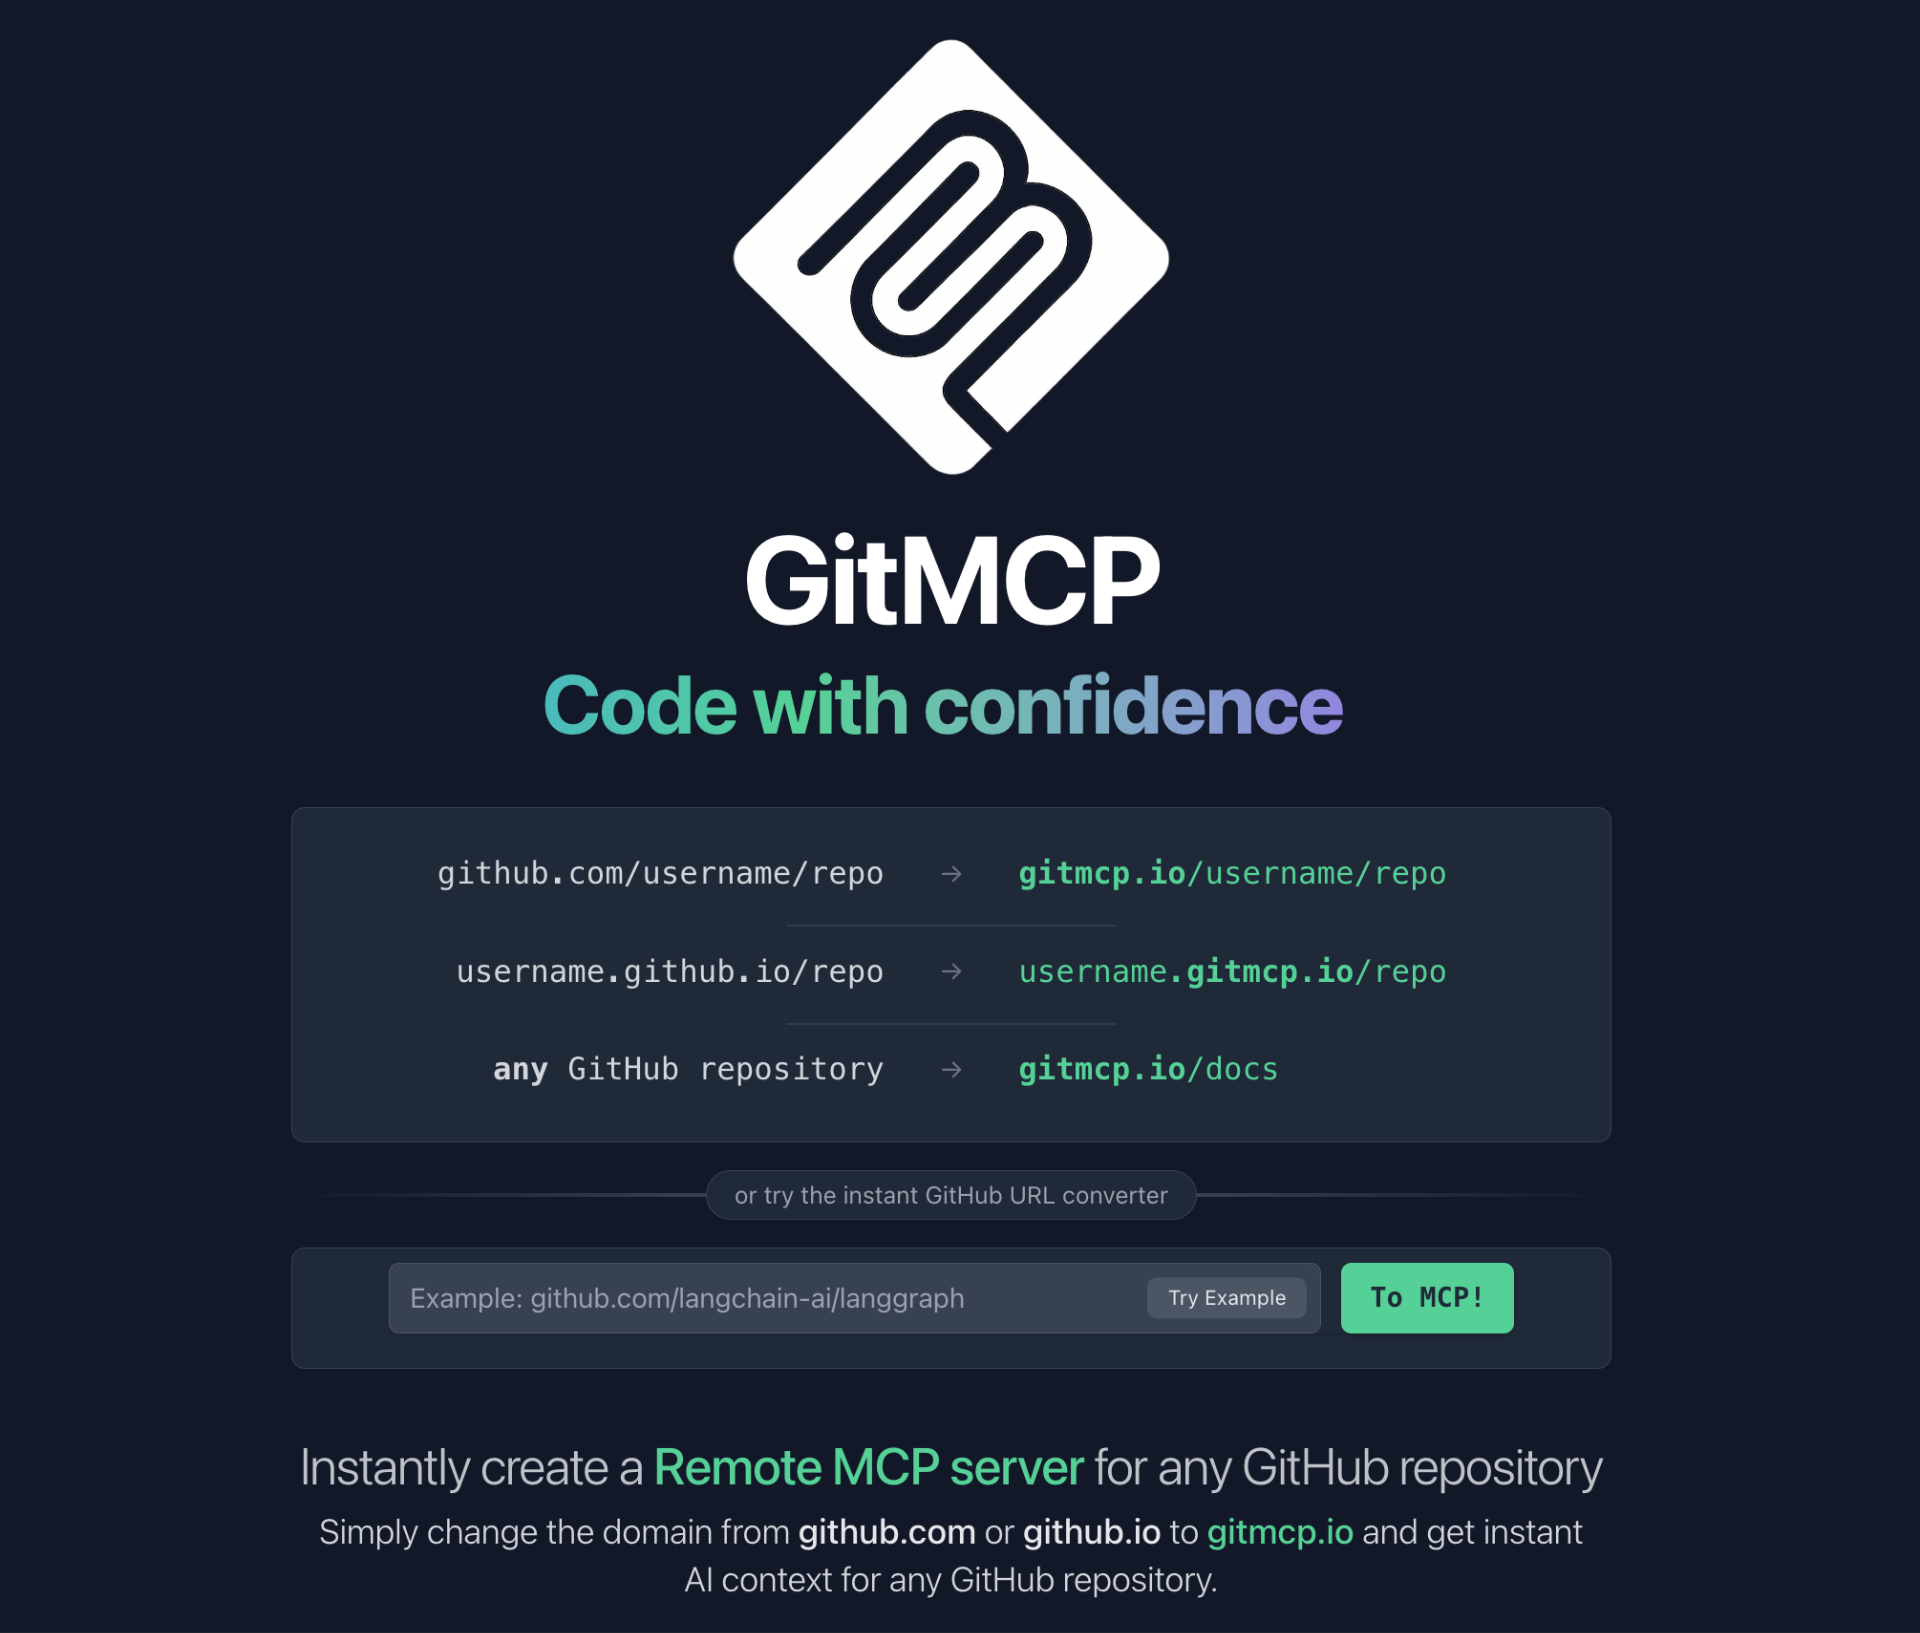 GitMCP
Code with confidence
github.com/username/repo → gitmcp.io/username/repo
username.github.io/repo → username.gitmcp.io/repo
any GitHub repository → gitmcp.io/docs
or try the instant GitHub URL converter
Example: github.com/langchain-ai/langgraph Try Example To MCP!
Instantly create a Remote MCP server for any GitHub repository
Simply change the domain from github.com or github.io to gitmcp.io and get instant
AI context for any GitHub repository.